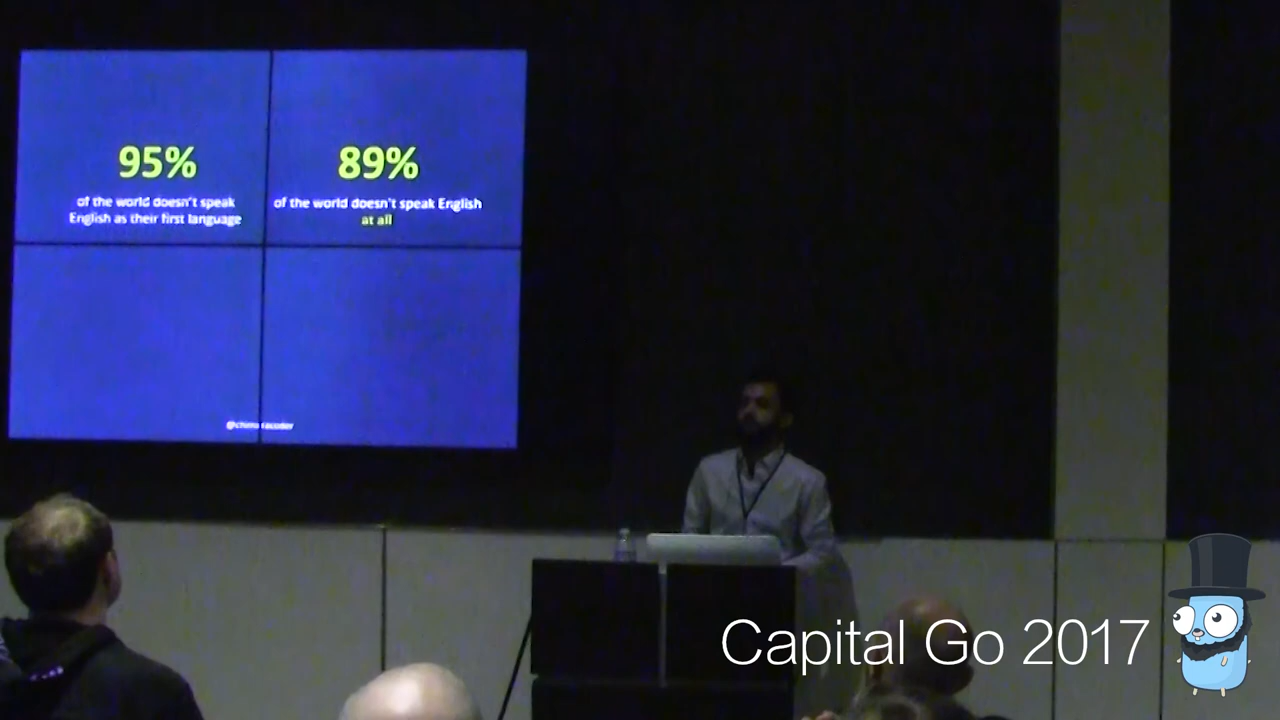 95%
of the world doesn't speak
English as their first language
89%
of the world doesn't speak English
at all
Capital Go 2017